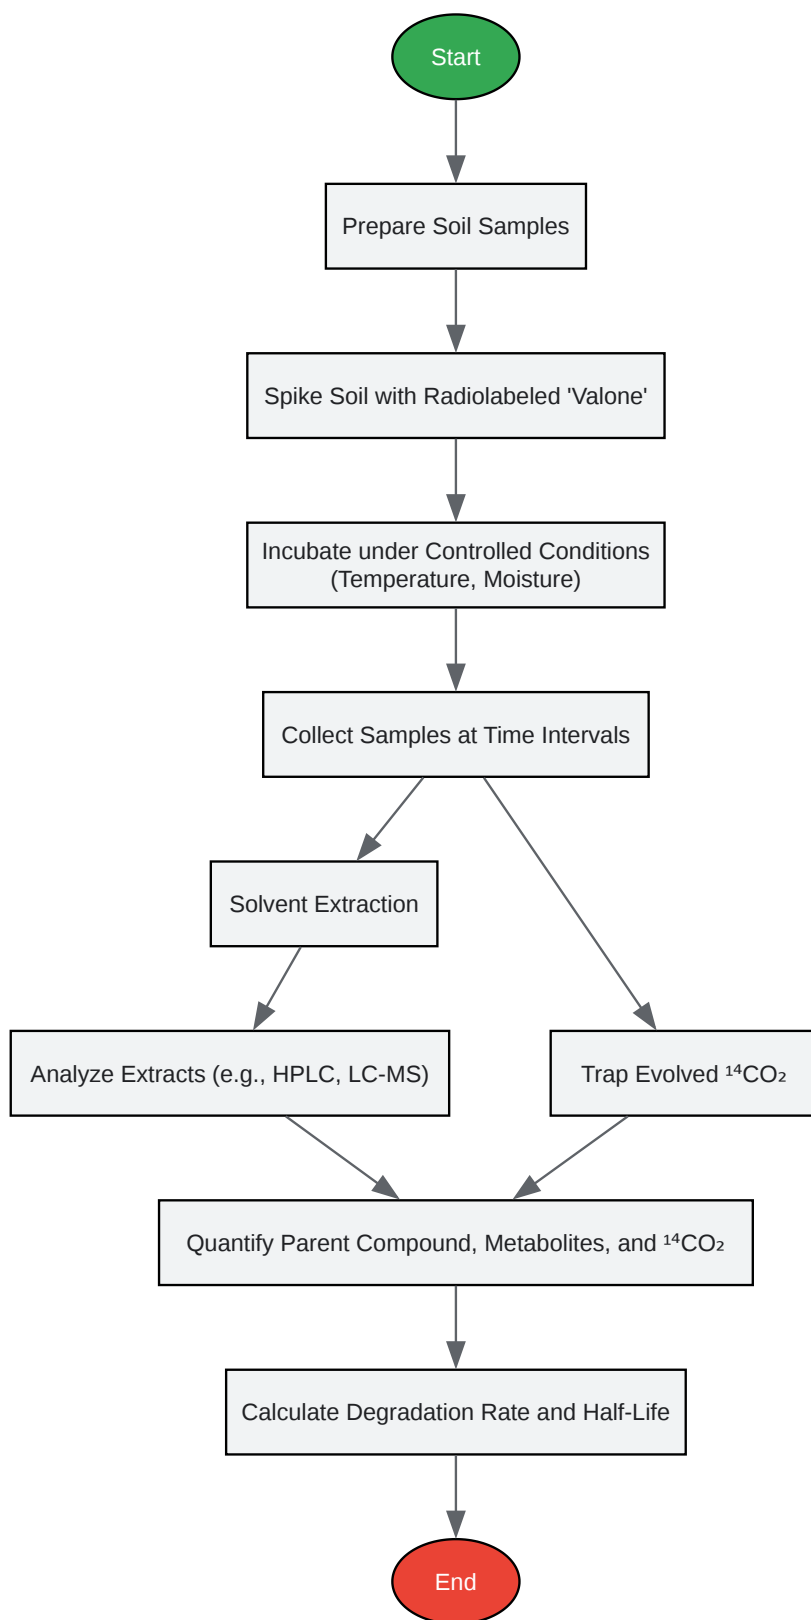 Start
Prepare Soil Samples
Spike Soil with Radiolabeled 'Valone'
Incubate under Controlled Conditions
(Temperature, Moisture)
Collect Samples at Time Intervals
Solvent Extraction
Analyze Extracts (e.g., HPLC, LC-MS)
Trap Evolved ¹⁴CO₂
Quantify Parent Compound, Metabolites, and ¹⁴CO₂
Calculate Degradation Rate and Half-Life
End